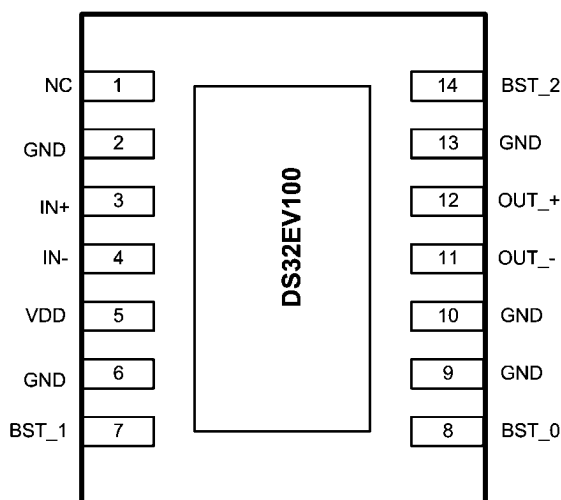 NC 1 14 BST_2
GND 2 13 GND
IN+ 3 12 OUT_+
IN- 4 11 OUT_-
VDD 5 10 GND
GND 6 9 GND
BST_1 7 8 BST_0
DS32EV100